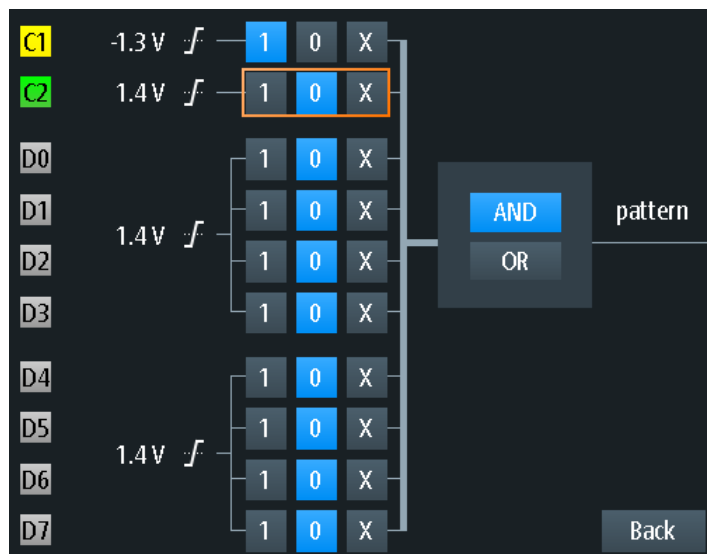 C1 -1.3 V 1 0 X
C2 1.4 V 1 0 X
D0 1 0 X
D1 1 0 X
1.4 V
D2 1 0 X
D3 1 0 X
AND
OR
pattern
D4 1 0 X
D5 1 0 X
1.4 V
D6 1 0 X
D7 1 0 X
Back